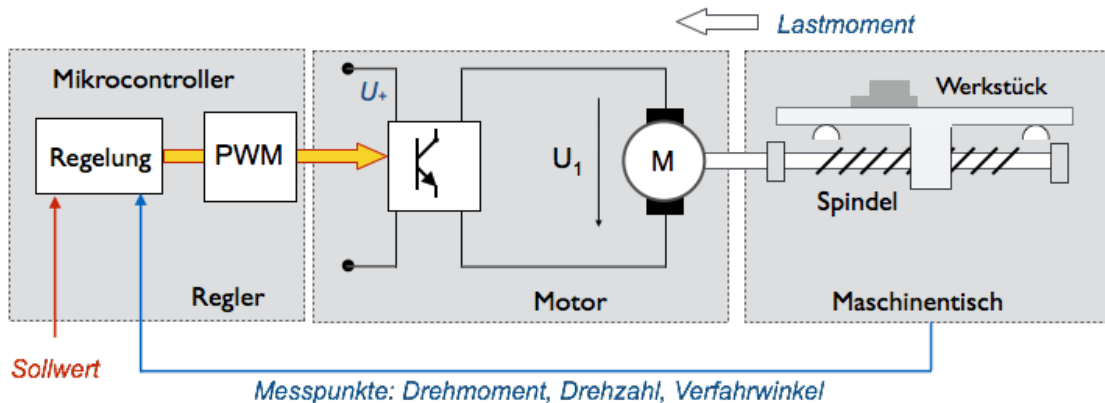 Lastmoment
Mikrocontroller
Regelung
PWM
Regler
Sollwert
U+
U1
M
Motor
Werkstück
Spindel
Maschinentisch
Messpunkte: Drehmoment, Drehzahl, Verfahrwinkel